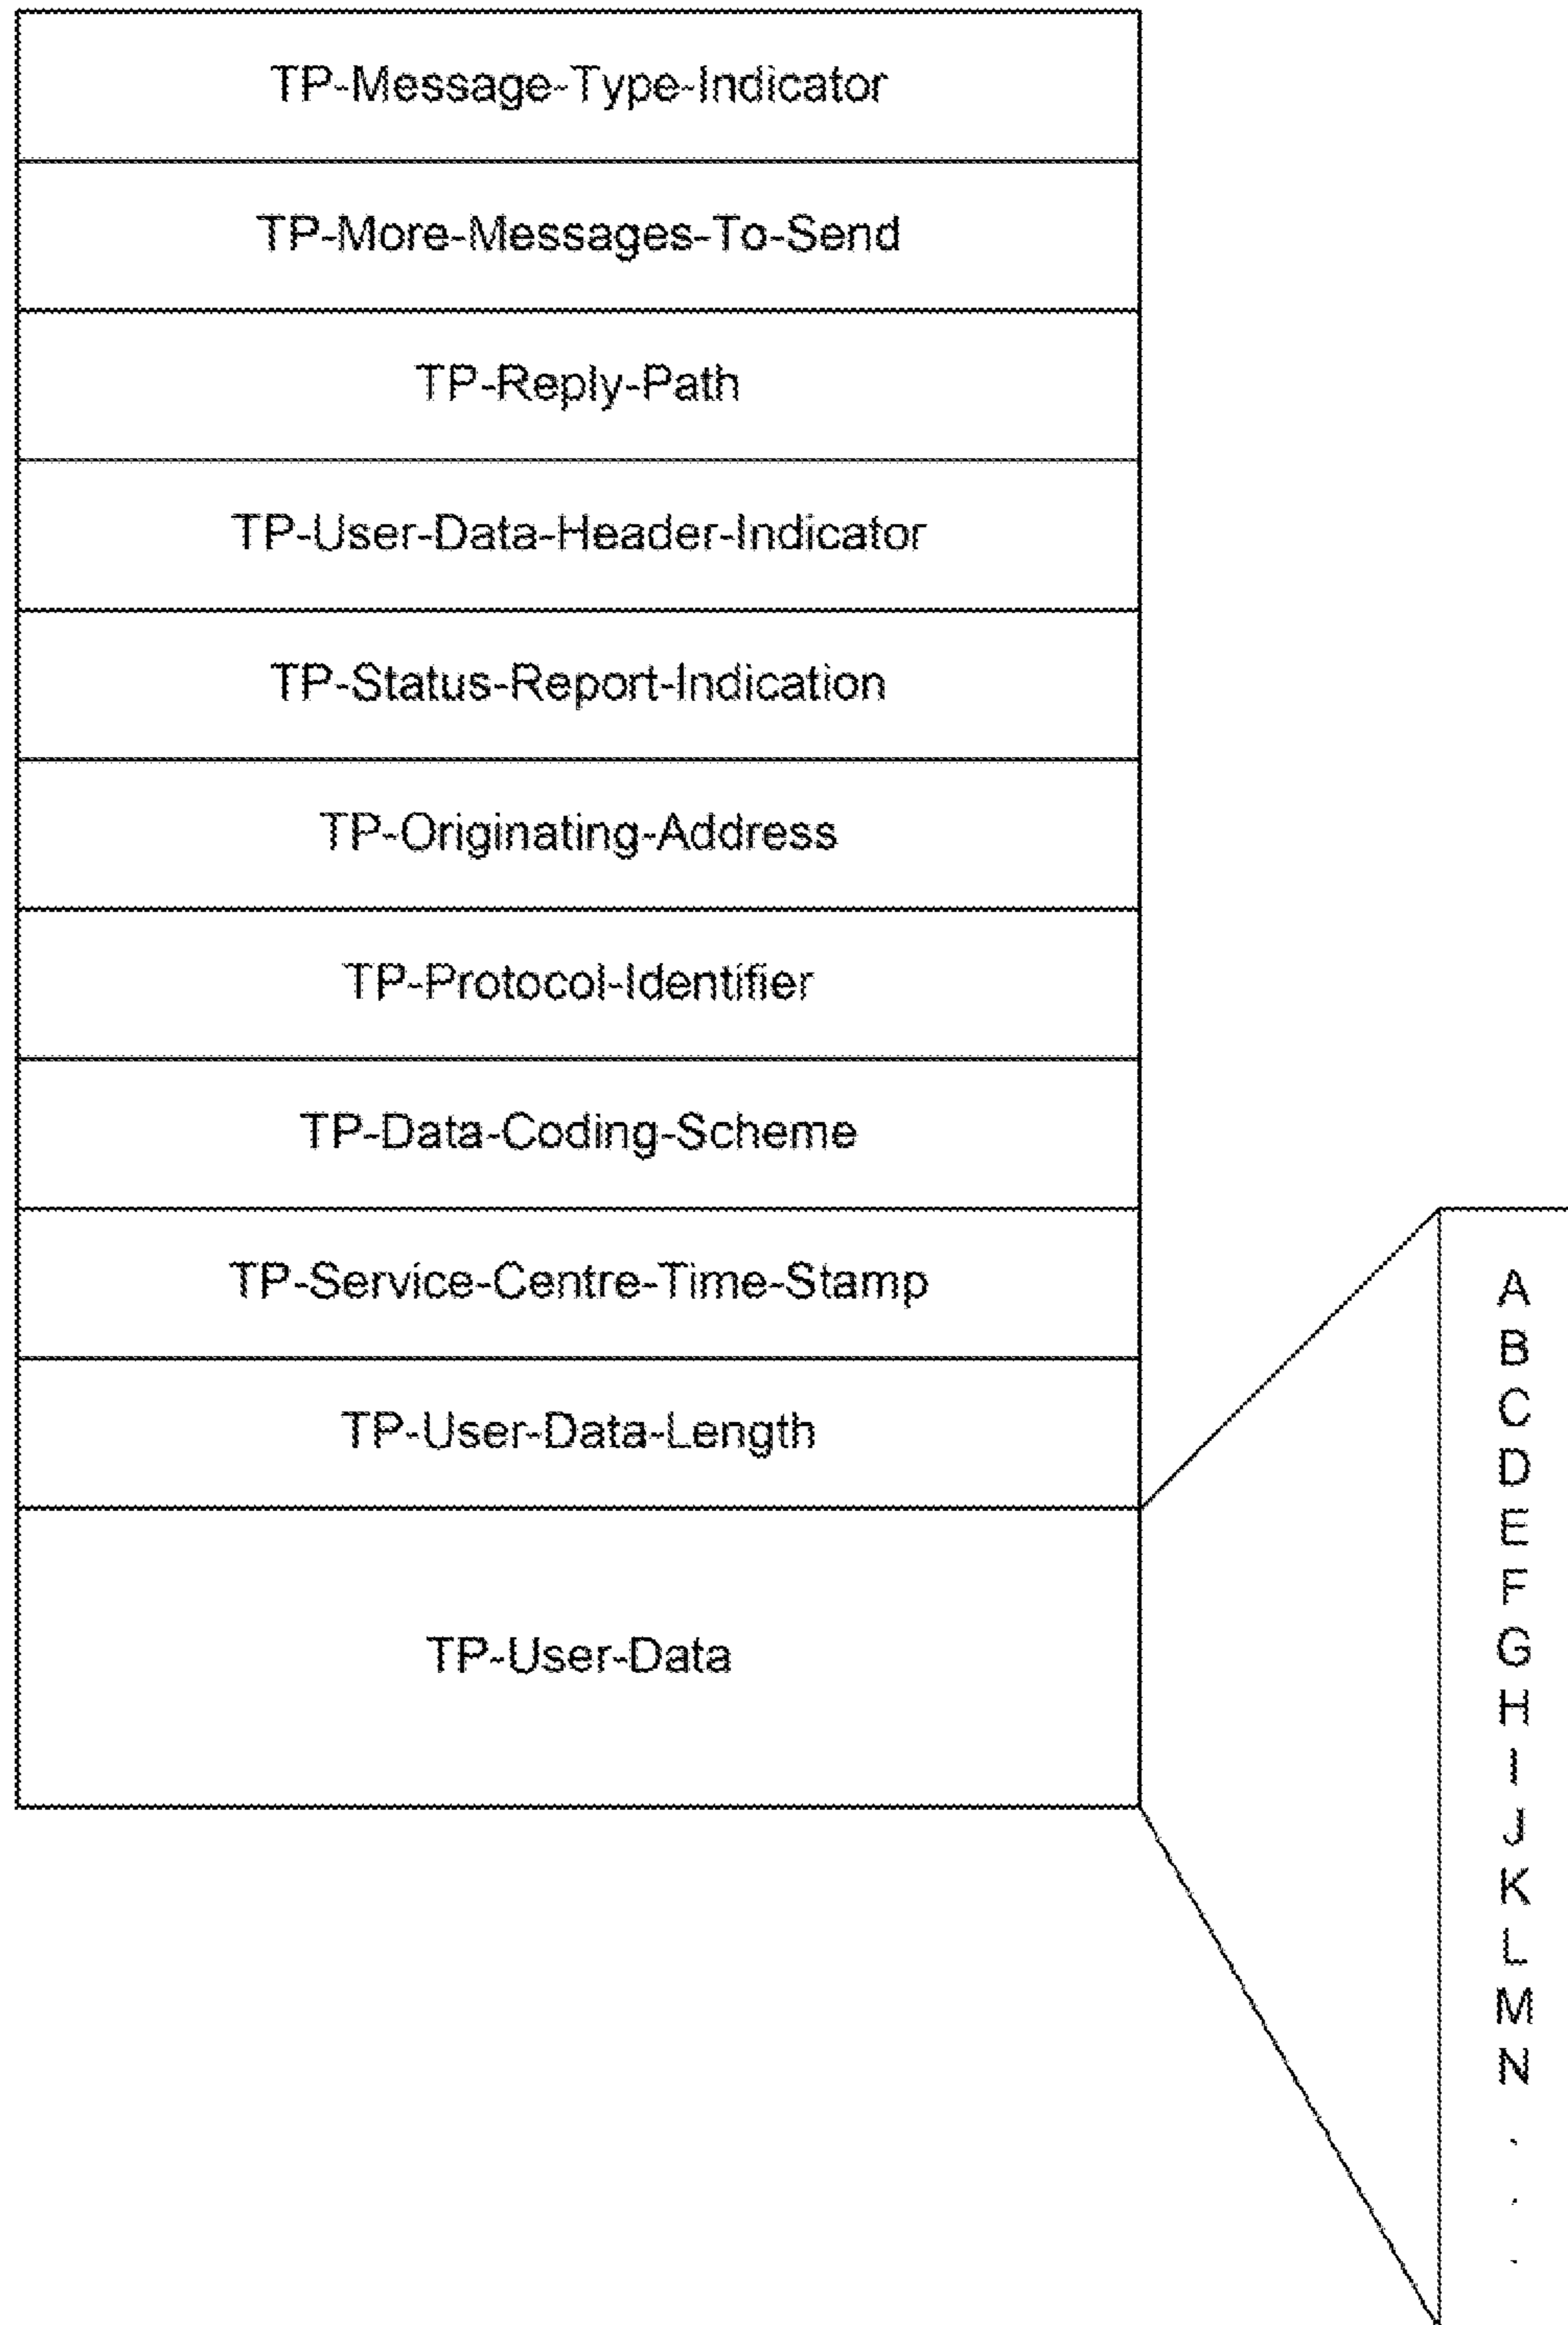 TP-Message-Type-Indicator
TP-More-Messages-To-Send
TP-Reply-Path
TP-User-Data-Header-Indicator
TP-Status-Report-Indication
TP-Originating-Address
TP-Protocol-Identifier
TP-Data-Coding-Scheme
TP-Service-Centre-Time-Stamp
TP-User-Data-Length
TP-User-Data
A
B
C
D
E
F
G
H
I
J
K
L
M
N
.
.
.